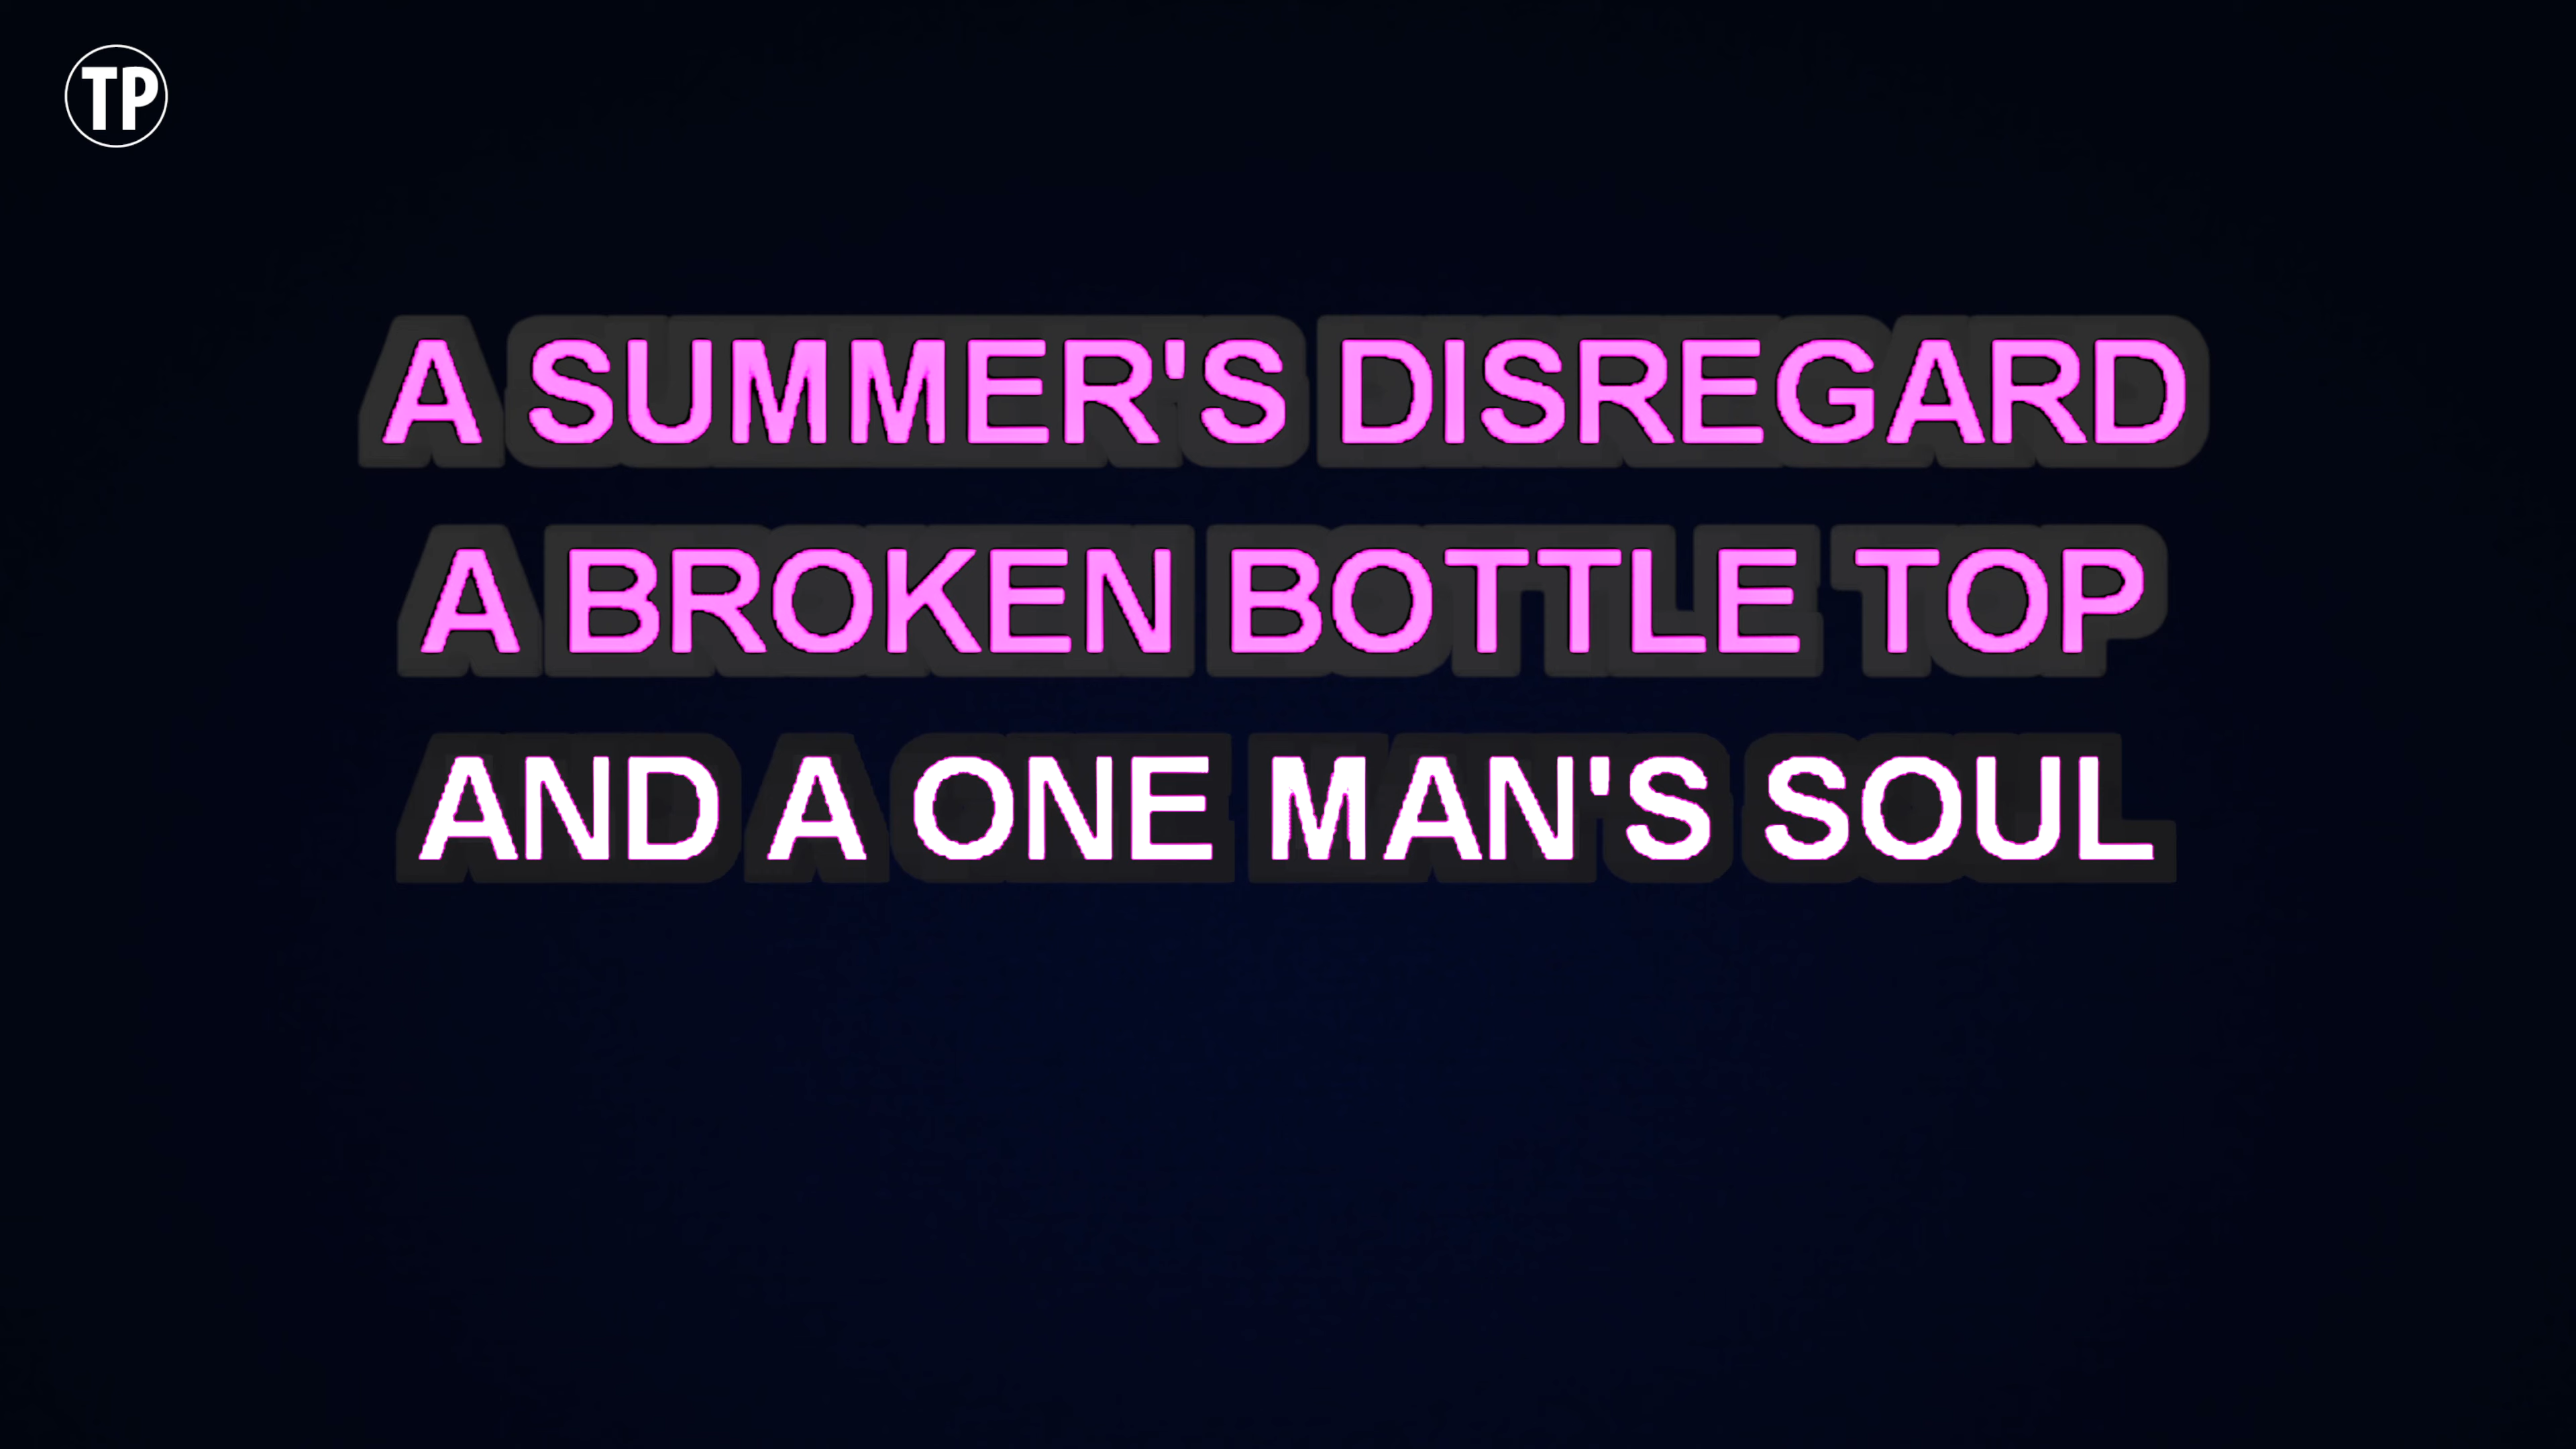 TP
A SUMMER'S DISREGARD
A BROKEN BOTTLE TOP
AND A ONE MAN'S SOUL